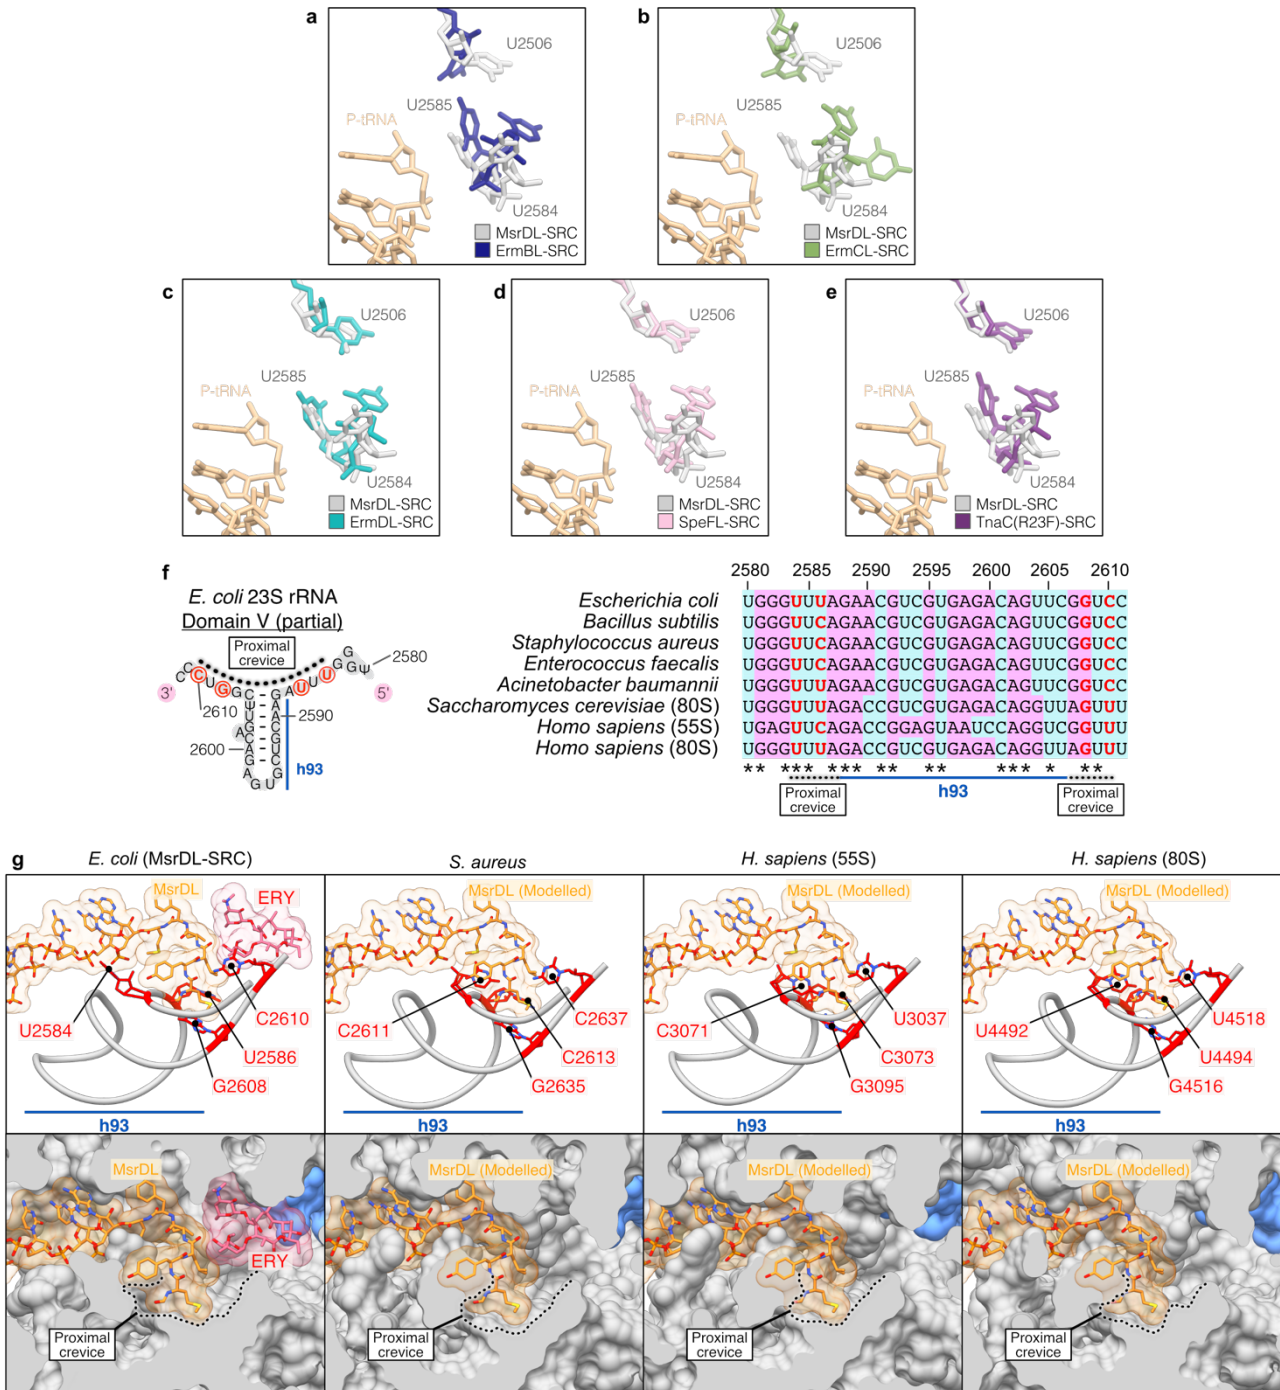 a
U2506
U2585
P-tRNA
U2584
MsrDL-SRC
ErmBL-SRC
b
U2506
U2585
P-tRNA
U2584
MsrDL-SRC
ErmCL-SRC
c
U2506
U2585
P-tRNA
U2584
MsrDL-SRC
ErmDL-SRC
d
U2506
U2585
P-tRNA
U2584
MsrDL-SRC
SpeFL-SRC
e
U2506
U2585
P-tRNA
U2584
MsrDL-SRC
TnaC(R23F)-SRC
f
E. coli 23S rRNA
Domain V (partial)
Proximal
crevice
2580
3'
5'
2610
2590
2600
h93
2580 2585 2590 2595 2600 2605 2610
Escherichia coli UGGGUUUAGAACGUCGUGAGACAGUUCGGUCC
Bacillus subtilis UGGGUUCAGAACGUCGUGAGACAGUUCGGUCC
Staphylococcus aureus UGGGUUCAGAACGUCGUGAGACAGUUCGGUCC
Enterococcus faecalis UGGGUUCAGAACGUCGUGAGACAGUUCGGUCC
Acinetobacter baumannii UGGGUUUAGAACGUCGUGAGACAGUUCGGUCC
Saccharomyces cerevisiae (80S) UGGGUUUAGACCGUCGUGAGACAGGUUAGUUU
Homo sapiens (55S) UGAGUUCAGACCGGAGUAAUCCAGGUCGGUUU
Homo sapiens (80S) UGGGUUUAGACCGUCGUGAGACAGGUUAGUUU
** *** *** ** ** *** * **
Proximal
crevice
h93
Proximal
crevice
g
E. coli (MsrDL-SRC)
MsrDL
ERY
U2584
C2610
U2586
G2608
h93
S. aureus
MsrDL (Modelled)
C2611
C2637
C2613
G2635
h93
H. sapiens (55S)
MsrDL (Modelled)
C3071
U3037
C3073
G3095
h93
H. sapiens (80S)
MsrDL (Modelled)
U4492
U4518
U4494
G4516
h93
MsrDL
ERY
Proximal
crevice
MsrDL (Modelled)
Proximal
crevice
MsrDL (Modelled)
Proximal
crevice
MsrDL (Modelled)
Proximal
crevice